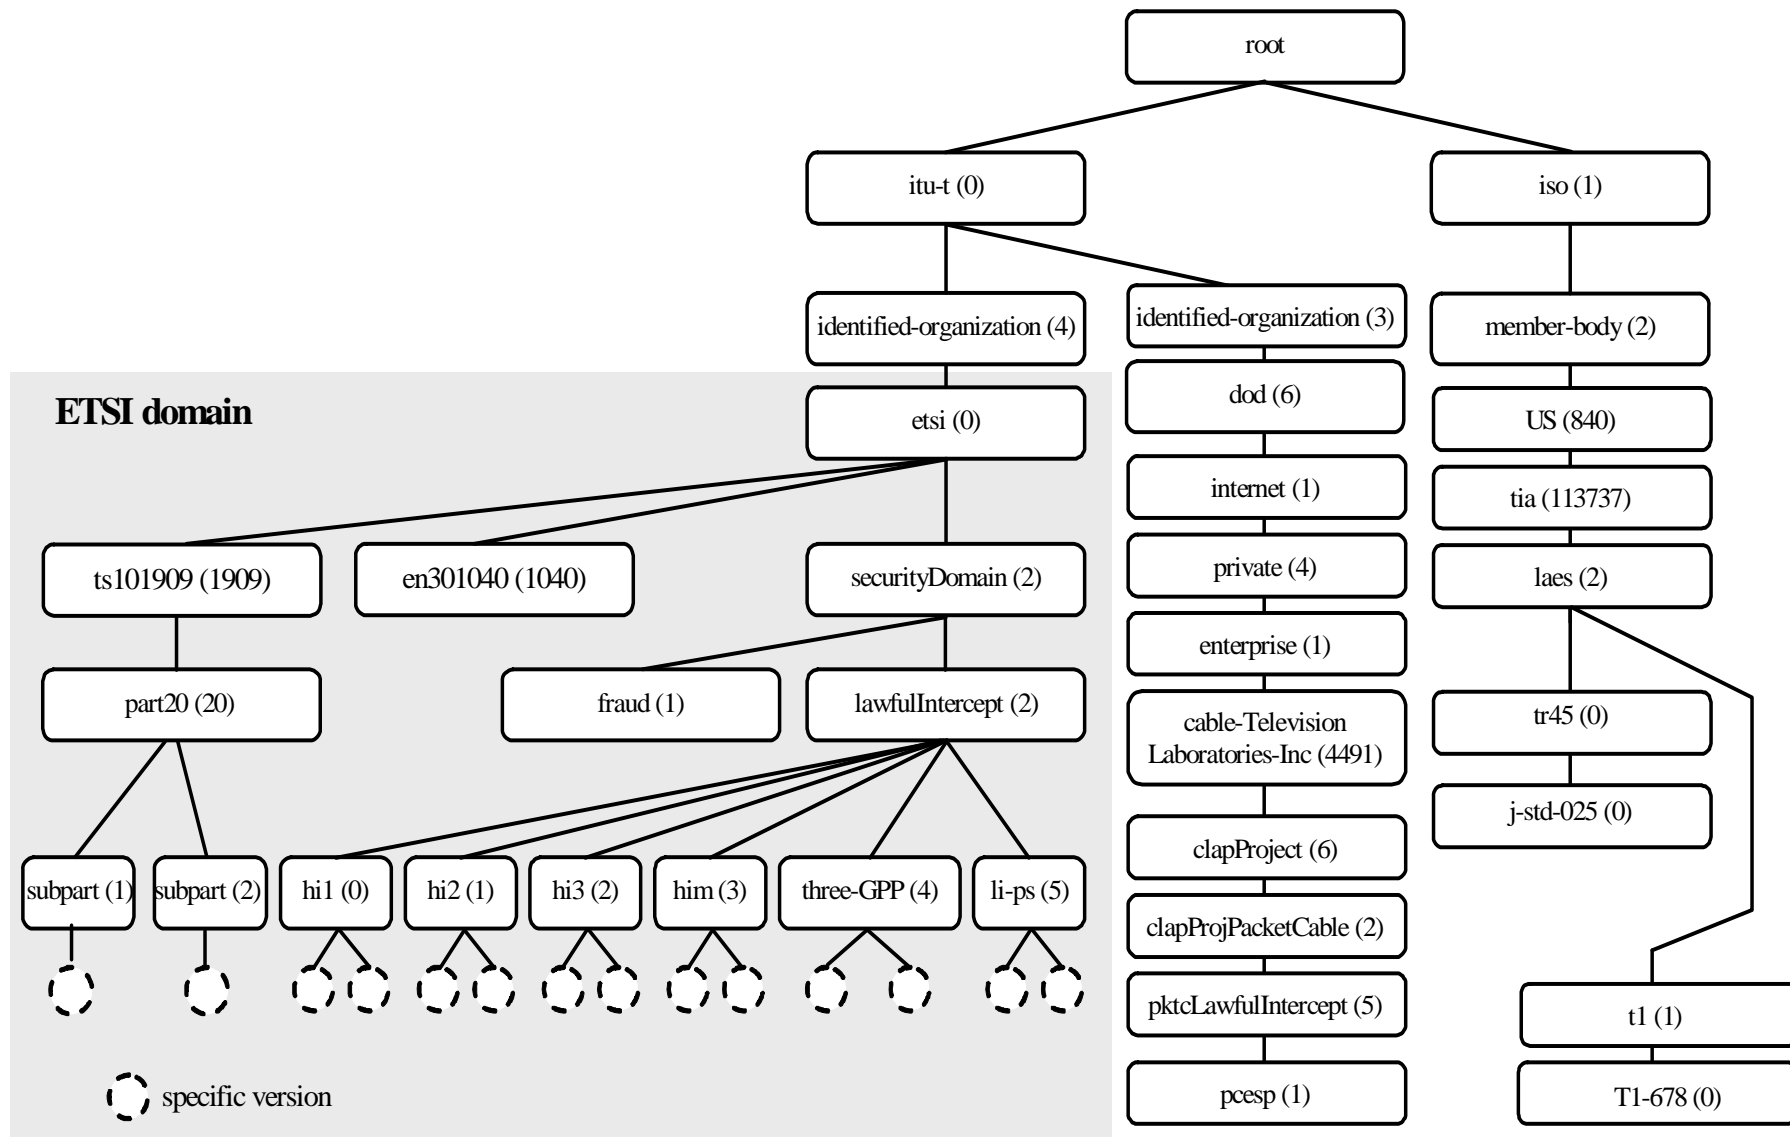 root
itu-t (0)
iso (1)
identified-organization (4)
identified-organization (3)
member-body (2)
ETSI domain
etsi (0)
dod (6)
US (840)
internet (1)
tia (113737)
ts101909 (1909)
en301040 (1040)
securityDomain (2)
private (4)
laes (2)
enterprise (1)
part20 (20)
fraud (1)
lawfulIntercept (2)
cable-Television
Laboratories-Inc (4491)
tr45 (0)
j-std-025 (0)
clapProject (6)
subpart (1)
subpart (2)
hi1 (0)
hi2 (1)
hi3 (2)
him (3)
three-GPP (4)
li-ps (5)
clapProjPacketCable (2)
pktcLawfulIntercept (5)
t1 (1)
specific version
pcesp (1)
T1-678 (0)